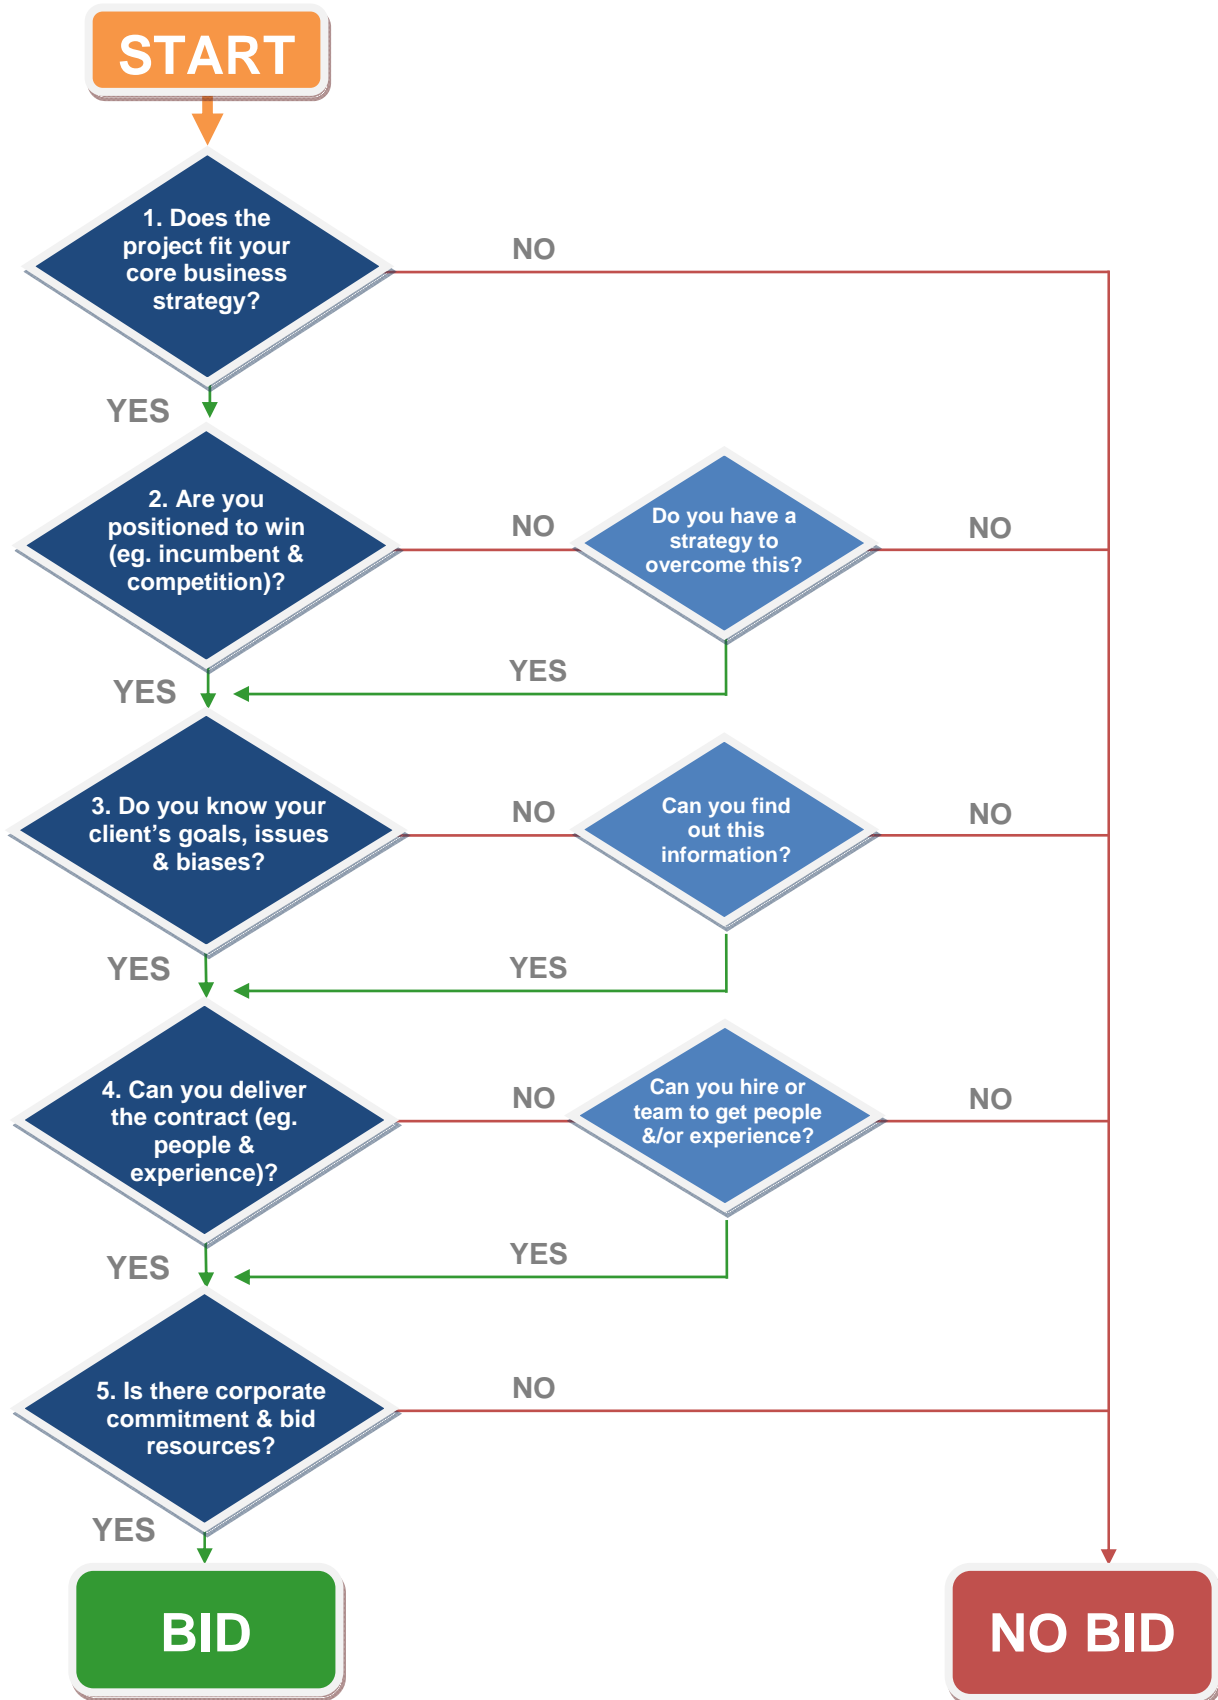 START
1. Does the
project fit your
core business
strategy?
NO
YES
2. Are you
positioned to win
(eg. incumbent &
competition)?
NO
Do you have a
strategy to
overcome this?
NO
YES
YES
3. Do you know your
client’s goals, issues
& biases?
NO
Can you find
out this
information?
NO
YES
YES
4. Can you deliver
the contract (eg.
people &
experience)?
NO
Can you hire or
team to get people
&/or experience?
NO
YES
YES
5. Is there corporate
commitment & bid
resources?
NO
YES
BID
NO BID